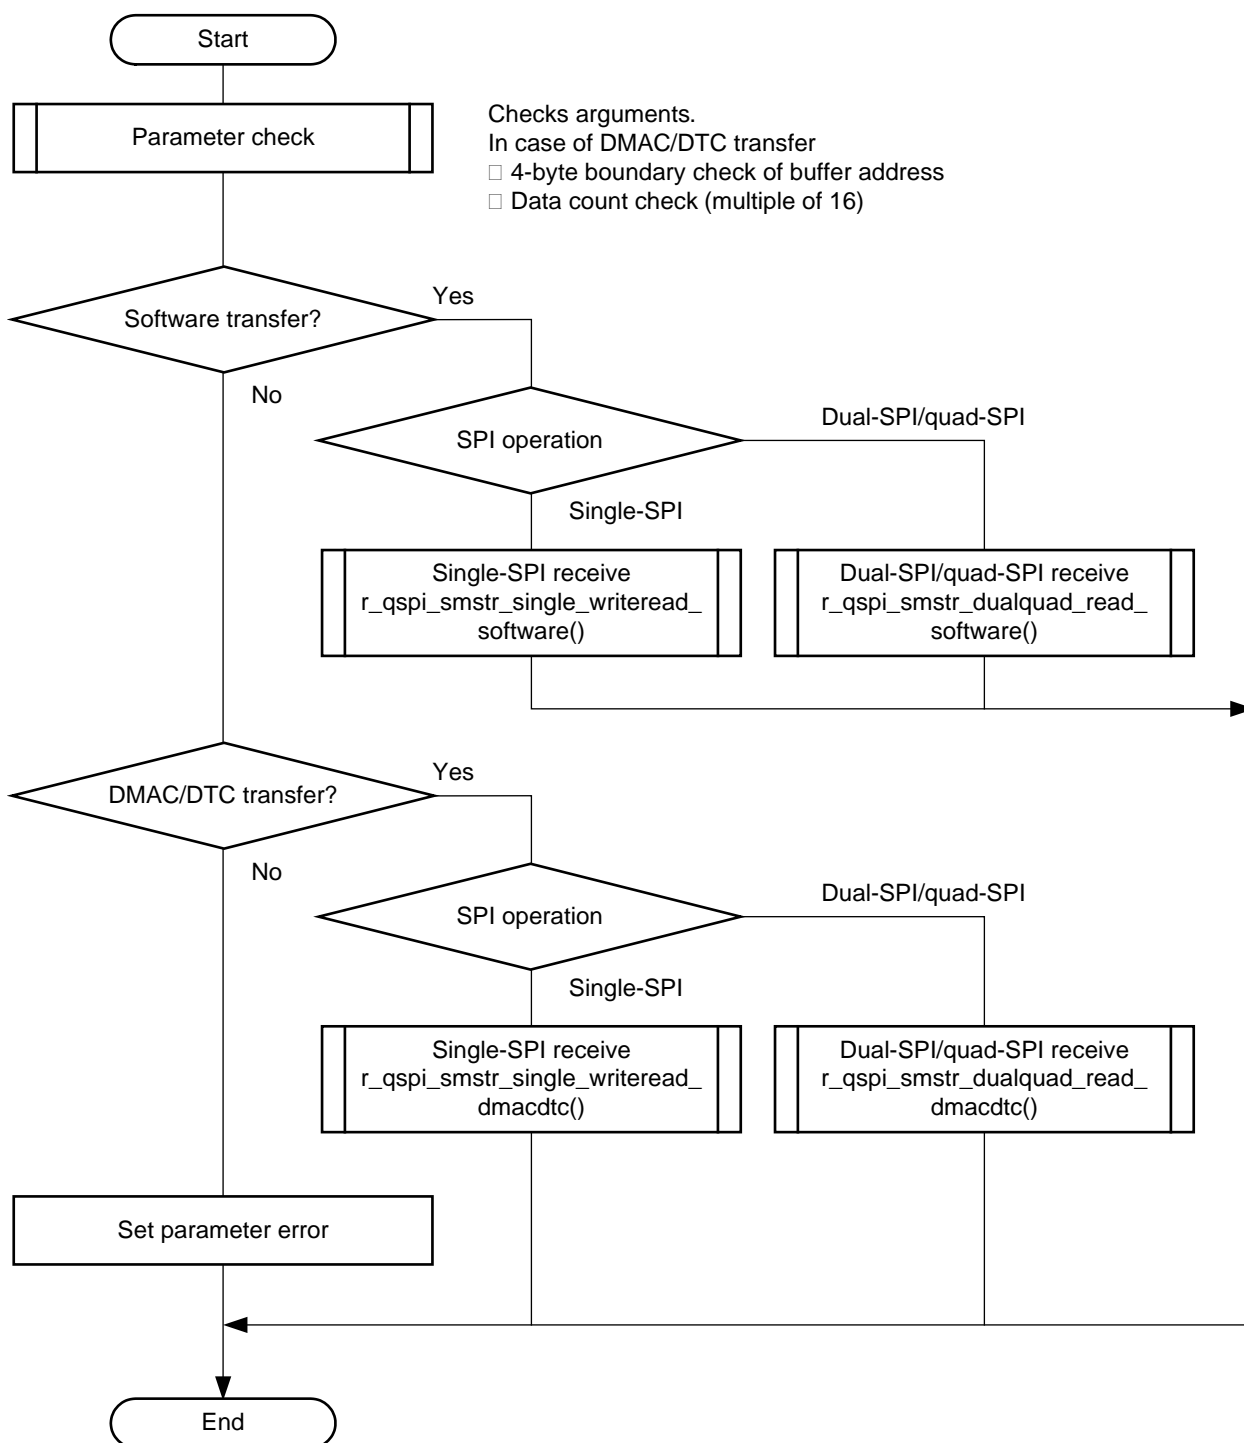 Start
Parameter check
Checks arguments.
In case of DMAC/DTC transfer
□ 4-byte boundary check of buffer address
□ Data count check (multiple of 16)
Software transfer?
Yes
No
SPI operation
Dual-SPI/quad-SPI
Single-SPI
Single-SPI receive
r_qspi_smstr_single_writeread_
software()
Dual-SPI/quad-SPI receive
r_qspi_smstr_dualquad_read_
software()
DMAC/DTC transfer?
Yes
No
SPI operation
Dual-SPI/quad-SPI
Single-SPI
Single-SPI receive
r_qspi_smstr_single_writeread_
dmacdtc()
Dual-SPI/quad-SPI receive
r_qspi_smstr_dualquad_read_
dmacdtc()
Set parameter error
End